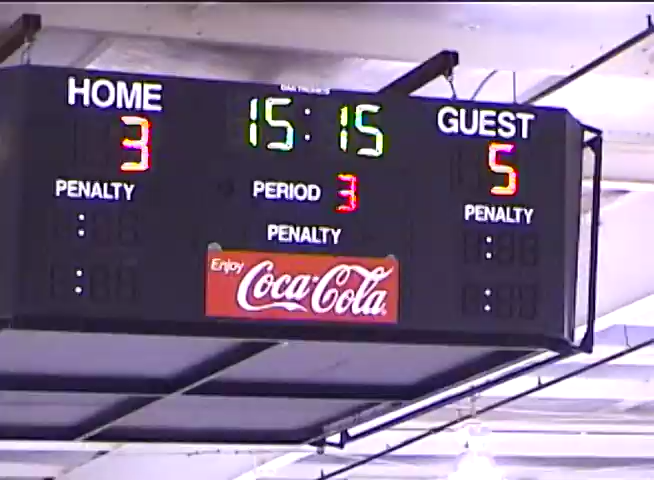 HOME
15:15
GUEST
3
PERIOD 3
5
PENALTY
PENALTY
PENALTY
:
:
:
:
Enjoy
Coca-Cola